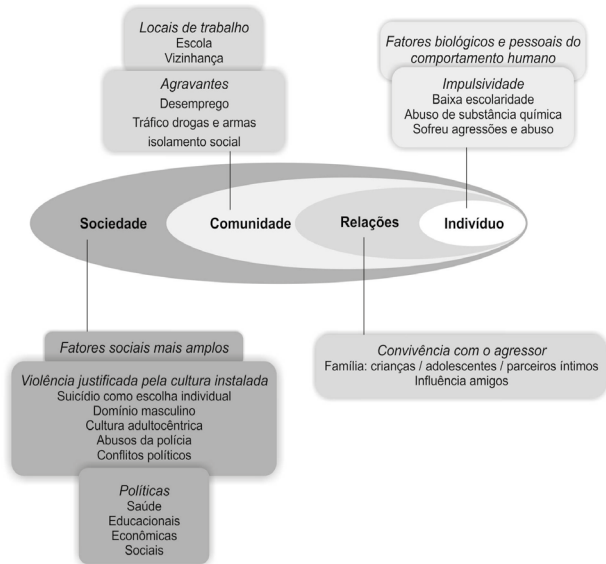 Locais de trabalho
Escola
Vizinhança
Agravantes
Desemprego
Tráfico drogas e armas
isolamento social
Fatores biológicos e pessoais do
comportamento humano
Impulsividade
Baixa escolaridade
Abuso de substância química
Sofreu agressões e abuso
Sociedade
Comunidade
Relações
Indivíduo
Fatores sociais mais amplos
Violência justificada pela cultura instalada
Suicídio como escolha individual
Domínio masculino
Cultura adultocêntrica
Abusos da polícia
Conflitos políticos
Políticas
Saúde
Educacionais
Econômicas
Sociais
Convivência com o agressor
Família: crianças / adolescentes / parceiros íntimos
Influência amigos